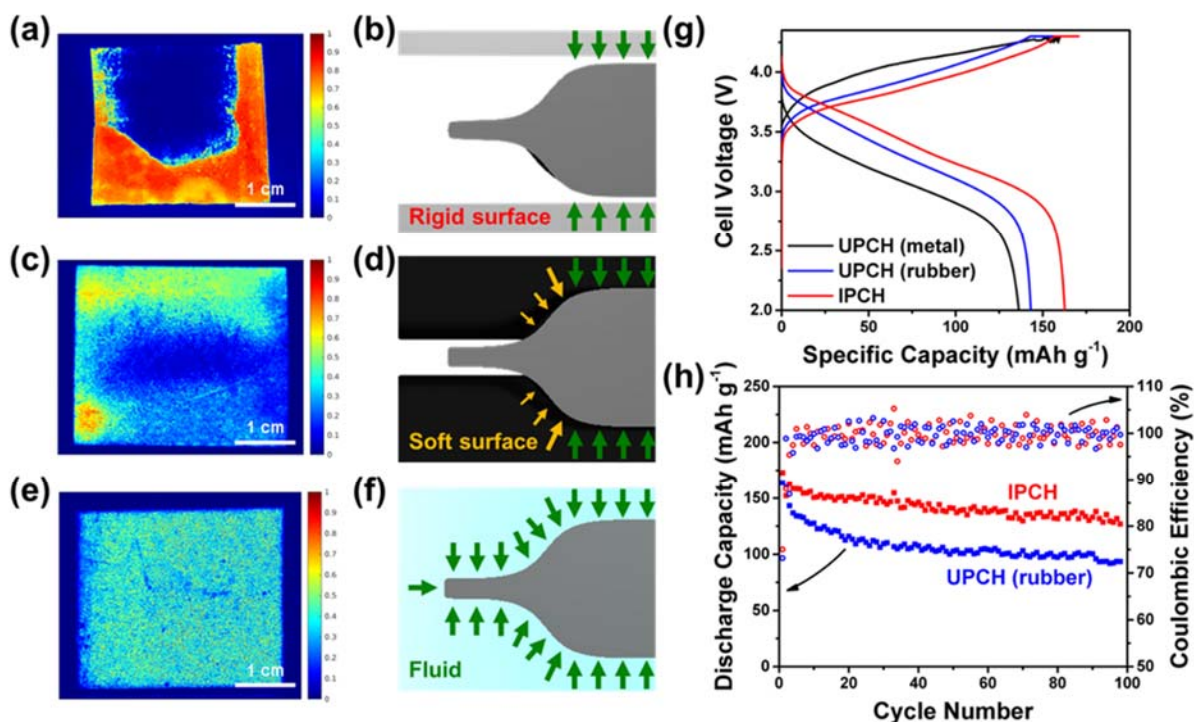 (a)
1
0.9
0.8
0.7
0.6
0.5
0.4
0.3
0.2
0.1
0
1 cm
(b)
Rigid surface
(c)
1
0.9
0.8
0.7
0.6
0.5
0.4
0.3
0.2
0.1
0
1 cm
(d)
Soft surface
(e)
1
0.9
0.8
0.7
0.6
0.5
0.4
0.3
0.2
0.1
0
1 cm
(f)
Fluid
(g)
Cell Voltage (V)
4.0
3.5
3.0
2.5
2.0
UPCH (metal)
UPCH (rubber)
IPCH
0 50 100 150 200
Specific Capacity (mAh g⁻¹)
(h)
Discharge Capacity (mAh g⁻¹)
250
200
150
100
50
0
IPCH
UPCH (rubber)
110
100
90
80
70
60
50
Coulombic Efficiency (%)
0 20 40 60 80 100
Cycle Number